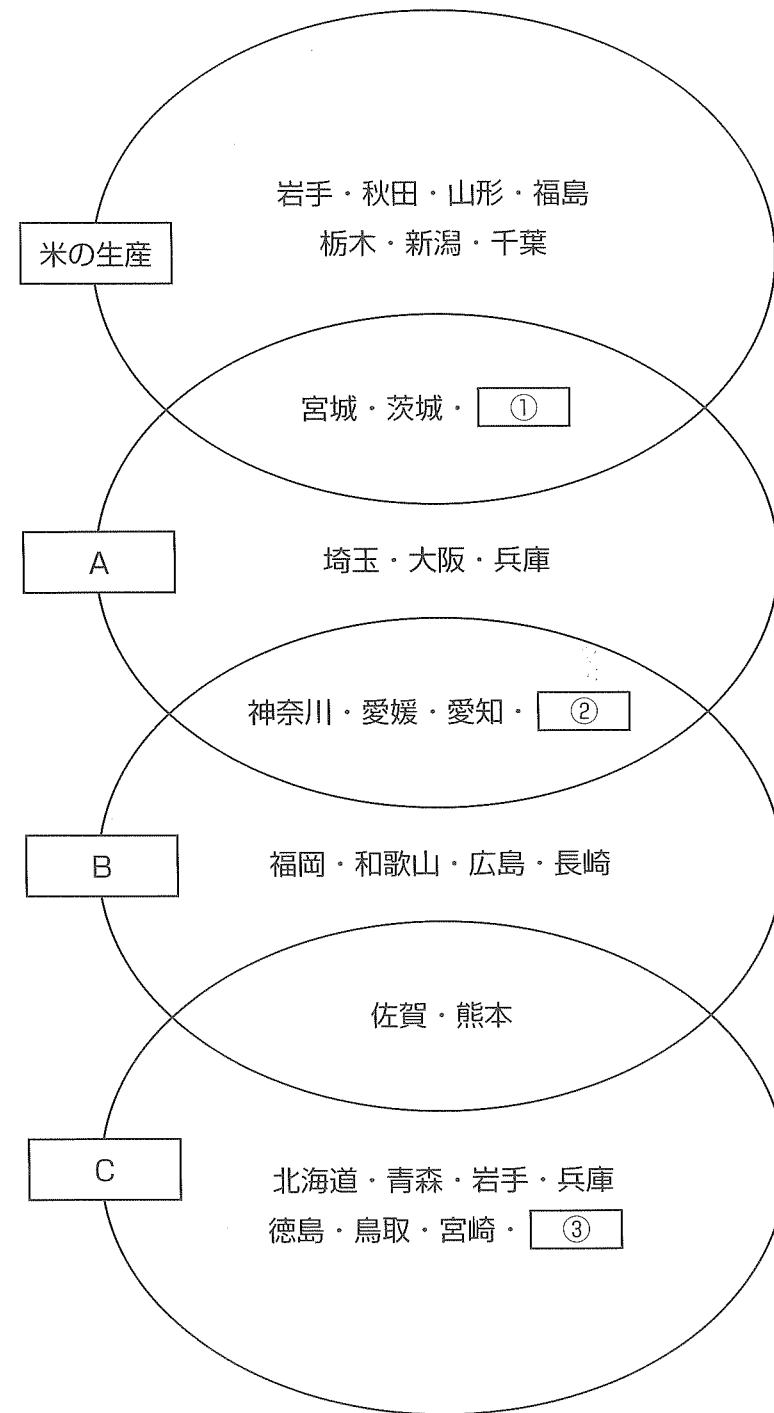 岩手・秋田・山形・福島
栃木・新潟・千葉
米の生産
宮城・茨城・ ①
A
埼玉・大阪・兵庫
神奈川・愛媛・愛知・ ②
B
福岡・和歌山・広島・長崎
佐賀・熊本
C
北海道・青森・岩手・兵庫
徳島・鳥取・宮崎・ ③